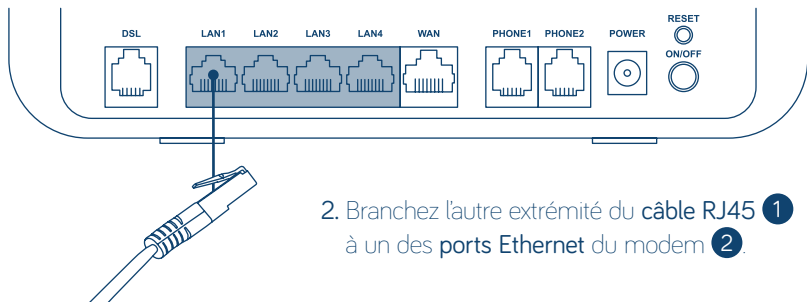 RESET
DSL LAN1 LAN2 LAN3 LAN4 WAN PHONE1 PHONE2 POWER
ON/OFF
2. Branchez l'autre extrémité du câble RJ45 1
à un des ports Ethernet du modem 2.